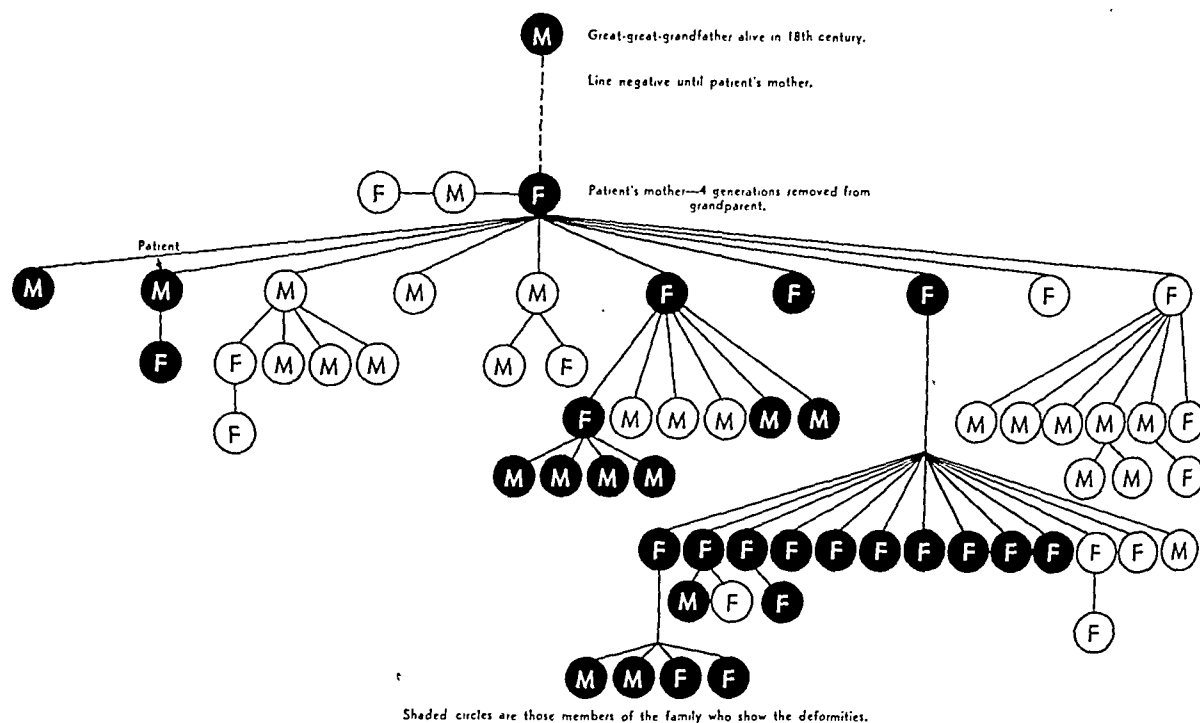 M Great-great-grandfather alive in 18th century.
Line negative until patient's mother.
F M F Patient's mother—4 generations removed from
grandparent.
Patient
M M M M M F F F F F
F F M M M M F
F M M M M M M M M M M F
F
M M M M M M F
F F F F F F F F F F F F M
M F F
F
M M F F
Shaded circles are those members of the family who show the deformities.